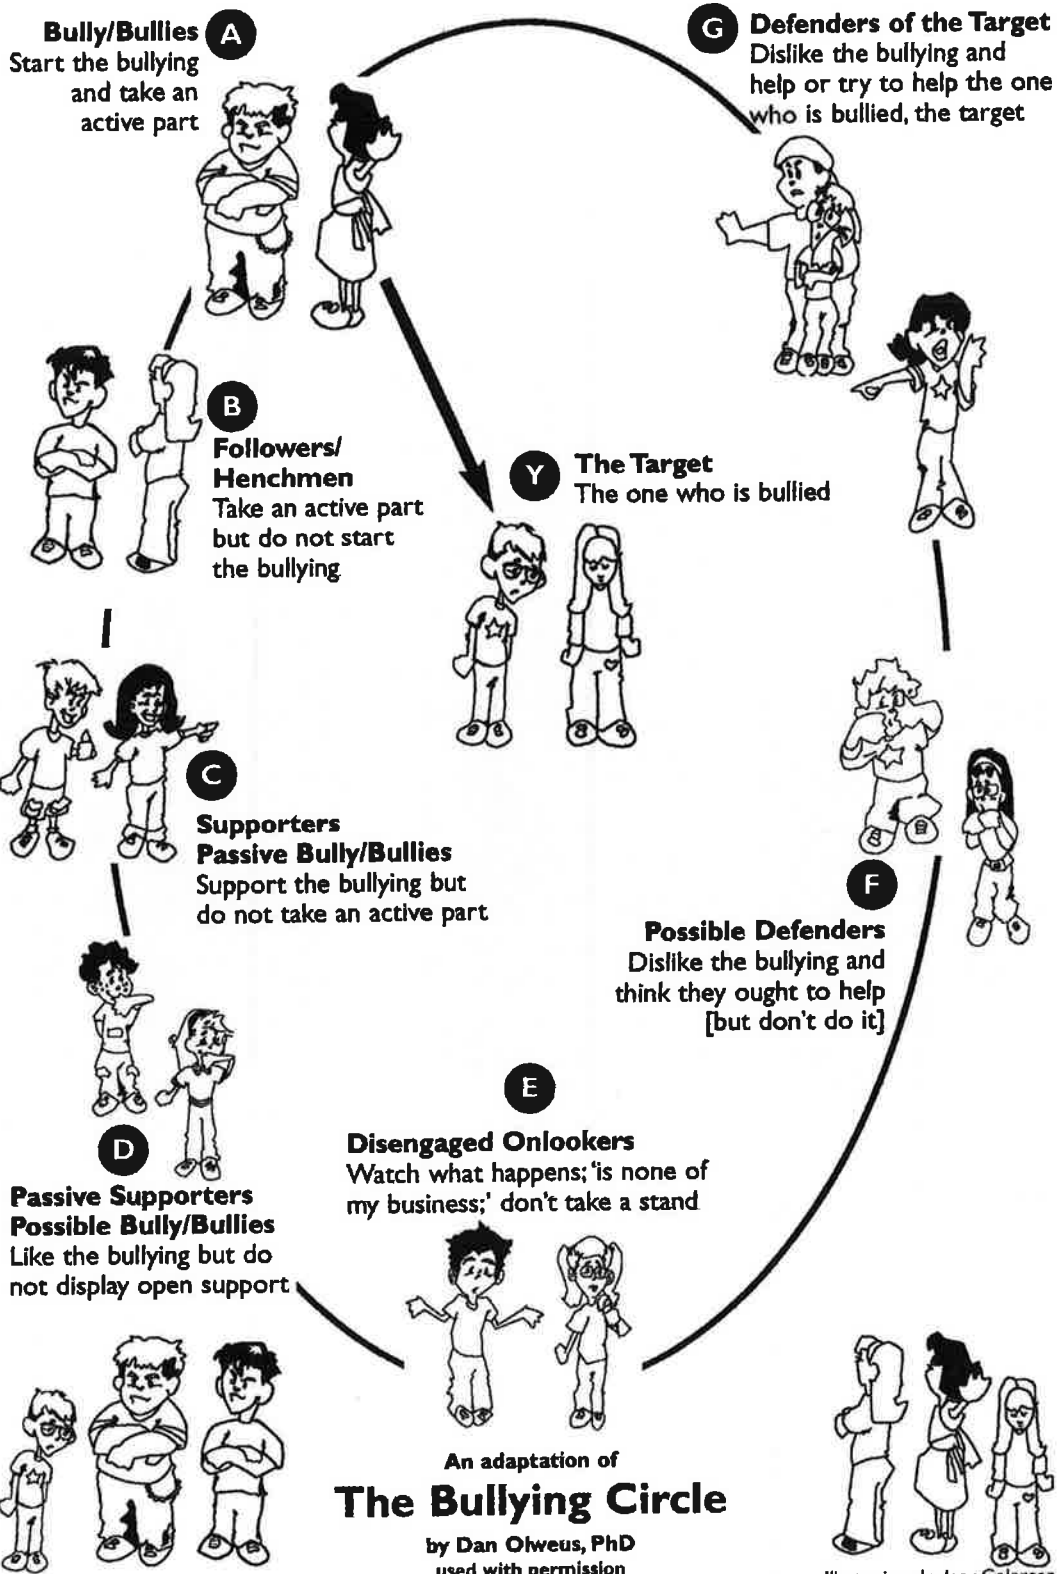 A
Bully/Bullies
Start the bullying
and take an
active part
G
Defenders of the Target
Dislike the bullying and
help or try to help the one
who is bullied, the target
B
Followers/
Henchmen
Take an active part
but do not start
the bullying
Y
The Target
The one who is bullied
C
Supporters
Passive Bully/Bullies
Support the bullying but
do not take an active part
F
Possible Defenders
Dislike the bullying and
think they ought to help
[but don't do it]
D
Passive Supporters
Possible Bully/Bullies
Like the bullying but do
not display open support
E
Disengaged Onlookers
Watch what happens; 'is none of
my business;' don't take a stand
An adaptation of
The Bullying Circle
by Dan Olweus, PhD
used with permission